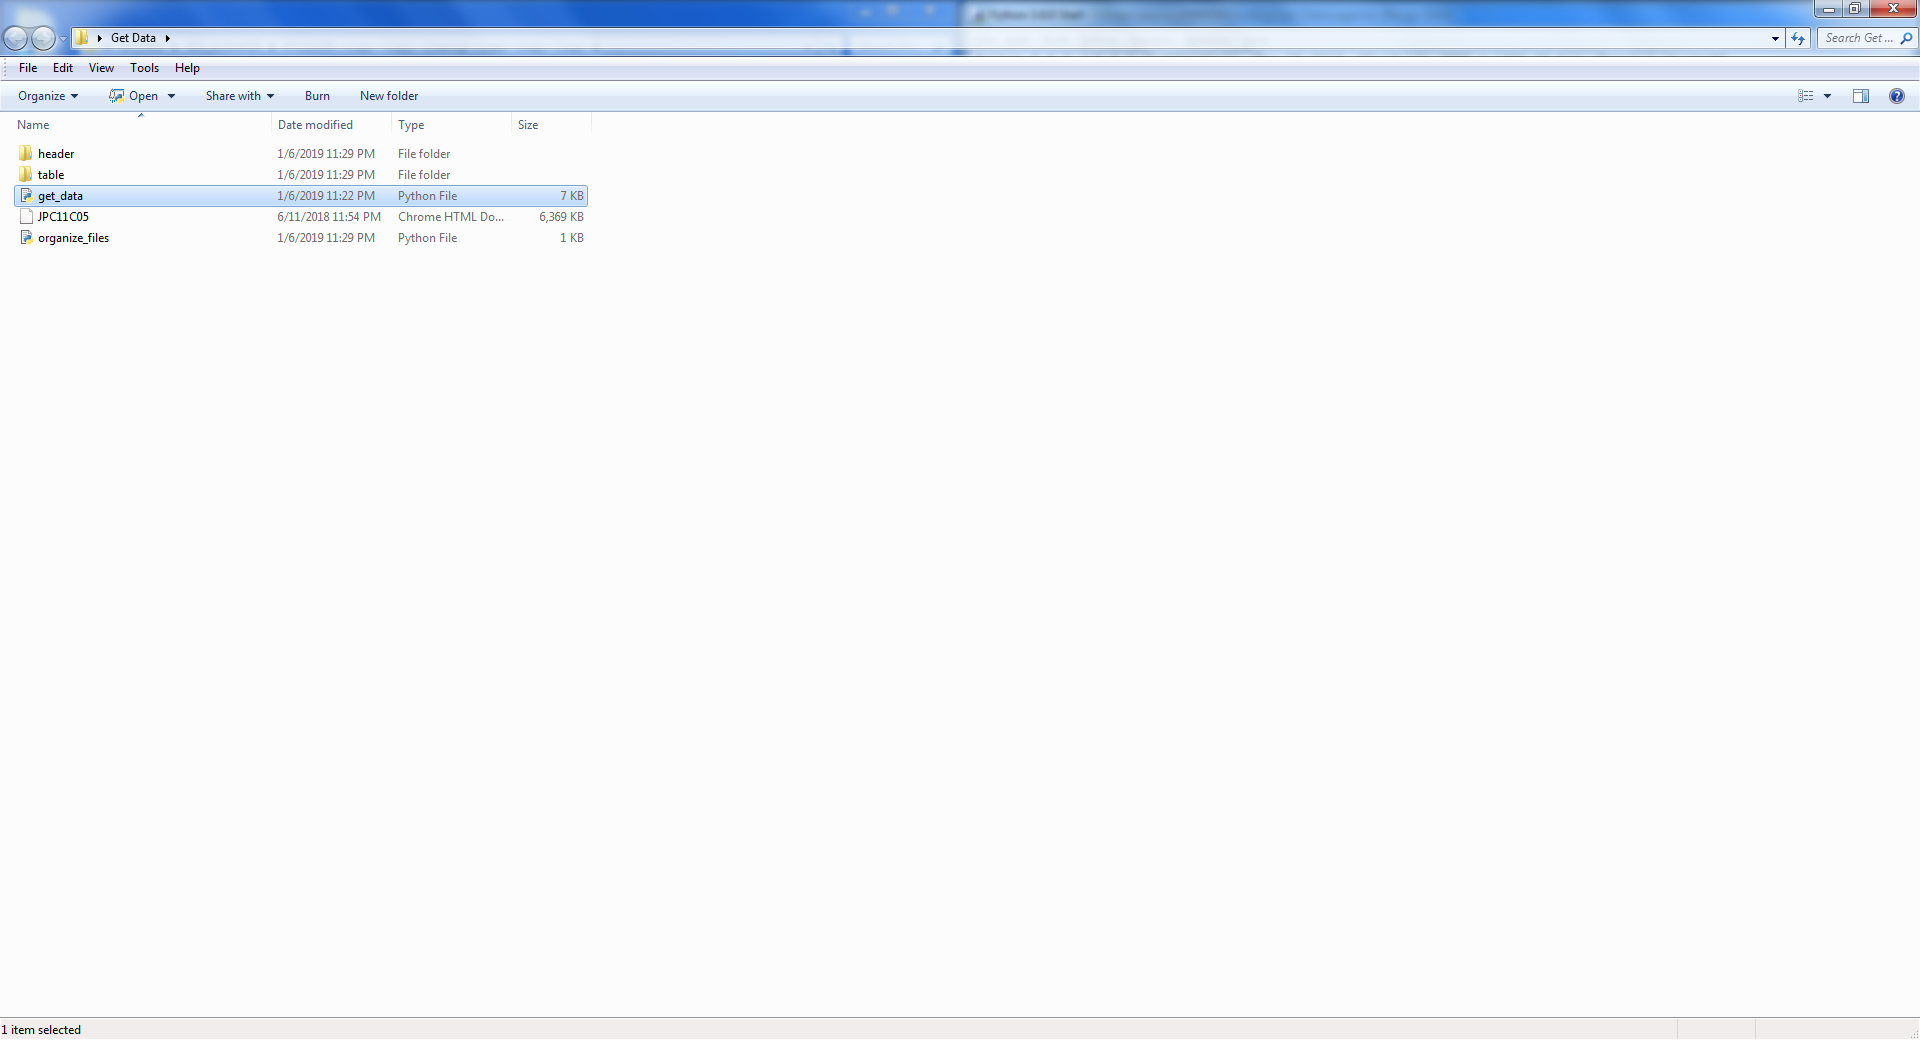 Get Data
Search Get ...
File Edit View Tools Help
Organize Open Share with Burn New folder
Name Date modified Type Size
header 1/6/2019 11:29 PM File folder
table 1/6/2019 11:29 PM File folder
get_data 1/6/2019 11:22 PM Python File 7 KB
JPC11C05 6/11/2018 11:54 PM Chrome HTML Do... 6,369 KB
organize_files 1/6/2019 11:29 PM Python File 1 KB
1 item selected